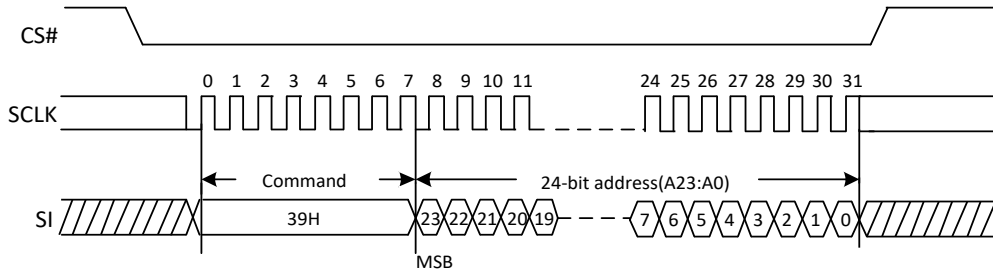 CS#
0 1 2 3 4 5 6 7 8 9 10 11 24 25 26 27 28 29 30 31
SCLK
Command 24-bit address(A23:A0)
SI 39H 23 22 21 20 19 7 6 5 4 3 2 1 0
MSB